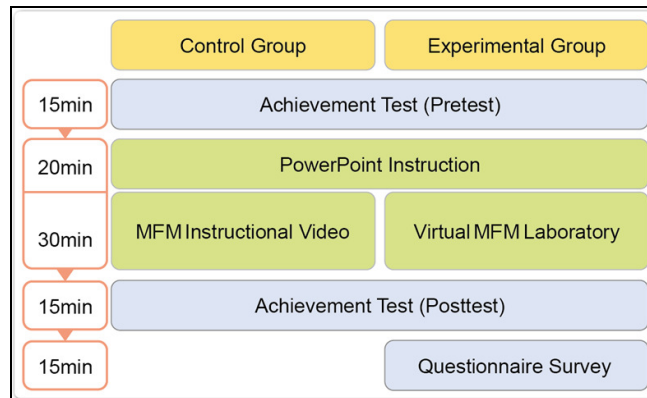 Control Group
Experimental Group
15min
Achievement Test (Pretest)
20min
PowerPoint Instruction
30min
MFM Instructional Video
Virtual MFM Laboratory
15min
Achievement Test (Posttest)
15min
Questionnaire Survey